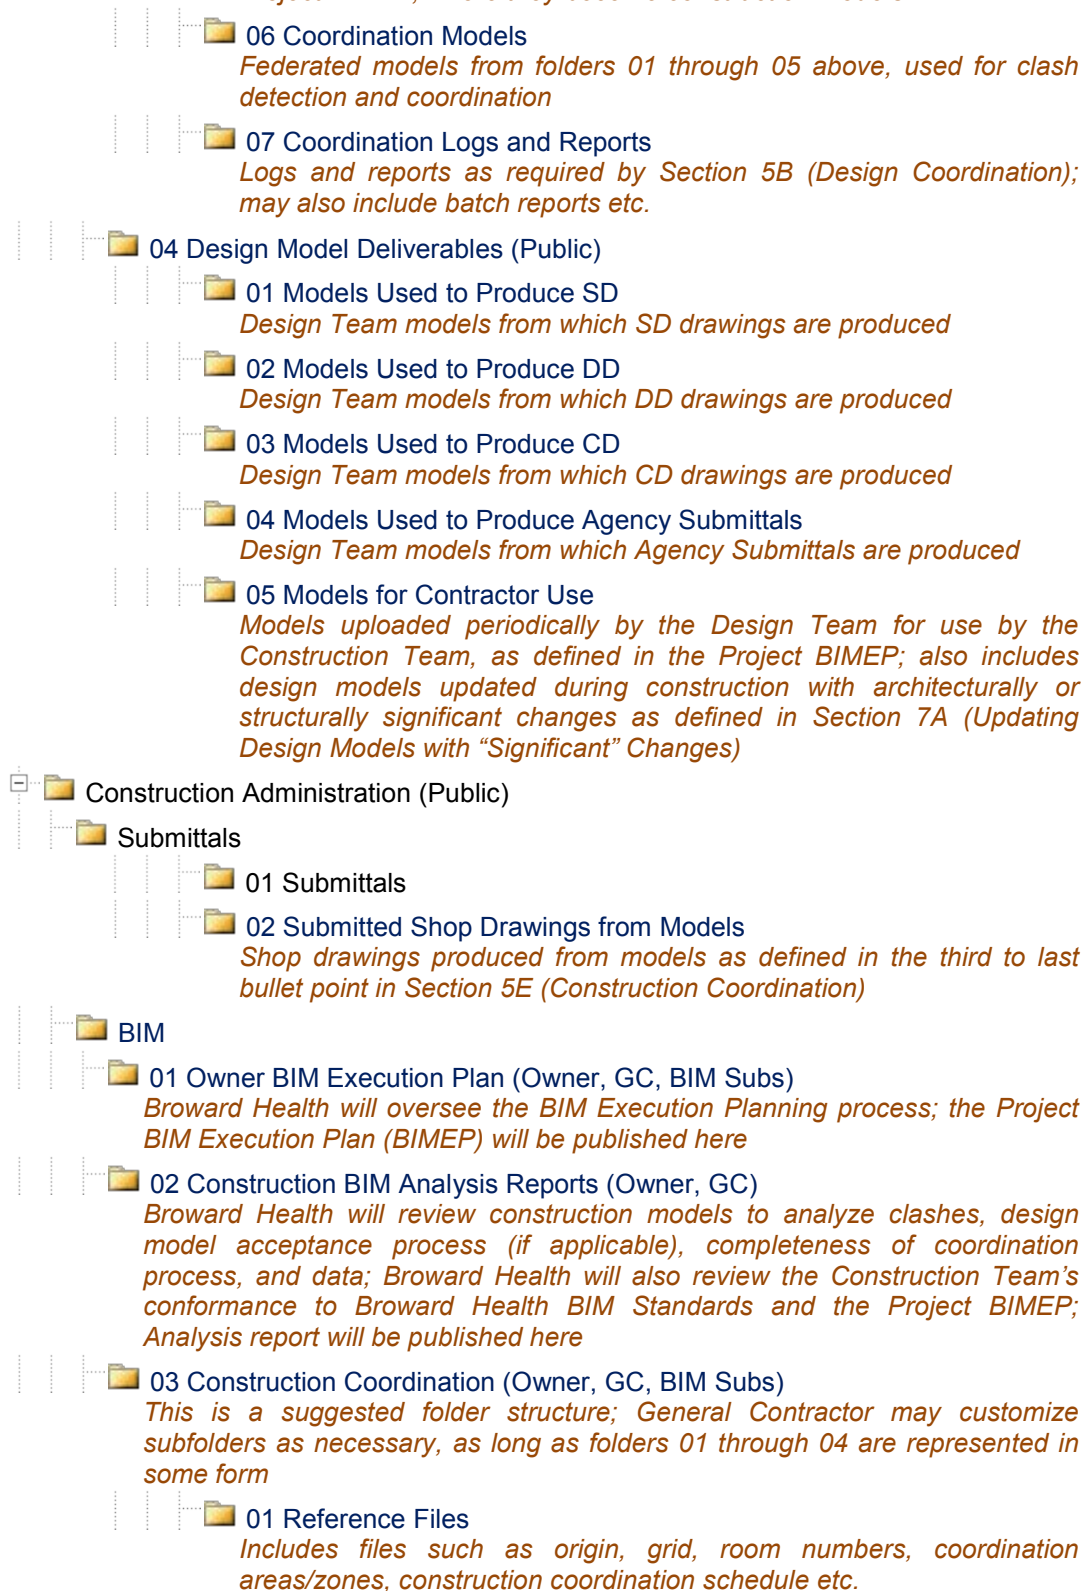 06 Coordination Models
Federated models from folders 01 through 05 above, used for clash
detection and coordination
07 Coordination Logs and Reports
Logs and reports as required by Section 5B (Design Coordination);
may also include batch reports etc.
04 Design Model Deliverables (Public)
01 Models Used to Produce SD
Design Team models from which SD drawings are produced
02 Models Used to Produce DD
Design Team models from which DD drawings are produced
03 Models Used to Produce CD
Design Team models from which CD drawings are produced
04 Models Used to Produce Agency Submittals
Design Team models from which Agency Submittals are produced
05 Models for Contractor Use
Models uploaded periodically by the Design Team for use by the
Construction Team, as defined in the Project BIMEP; also includes
design models updated during construction with architecturally or
structurally significant changes as defined in Section 7A (Updating
Design Models with “Significant” Changes)
Construction Administration (Public)
Submittals
01 Submittals
02 Submitted Shop Drawings from Models
Shop drawings produced from models as defined in the third to last
bullet point in Section 5E (Construction Coordination)
BIM
01 Owner BIM Execution Plan (Owner, GC, BIM Subs)
Broward Health will oversee the BIM Execution Planning process; the Project
BIM Execution Plan (BIMEP) will be published here
02 Construction BIM Analysis Reports (Owner, GC)
Broward Health will review construction models to analyze clashes, design
model acceptance process (if applicable), completeness of coordination
process, and data; Broward Health will also review the Construction Team’s
conformance to Broward Health BIM Standards and the Project BIMEP;
Analysis report will be published here
03 Construction Coordination (Owner, GC, BIM Subs)
This is a suggested folder structure; General Contractor may customize
subfolders as necessary, as long as folders 01 through 04 are represented in
some form
01 Reference Files
Includes files such as origin, grid, room numbers, coordination
areas/zones, construction coordination schedule etc.